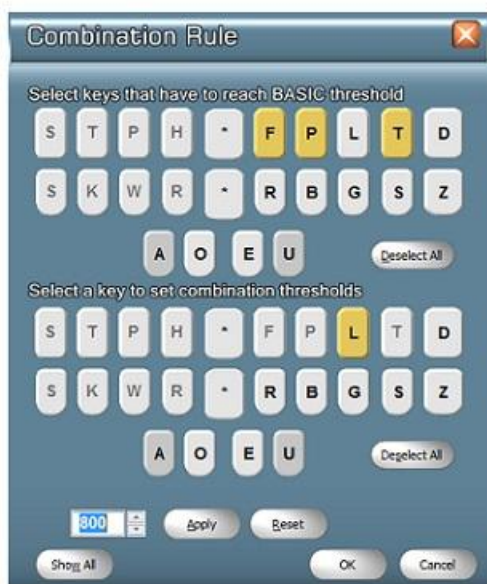 Combination Rule
Select keys that have to reach BASIC threshold
S T P H * F P L T D
S K W R * R B G S Z
A O E U Deselect All
Select a key to set combination thresholds
S T P H * F P L T D
S K W R * R B G S Z
A O E U Deselect All
800 Apply Reset
Show All OK Cancel